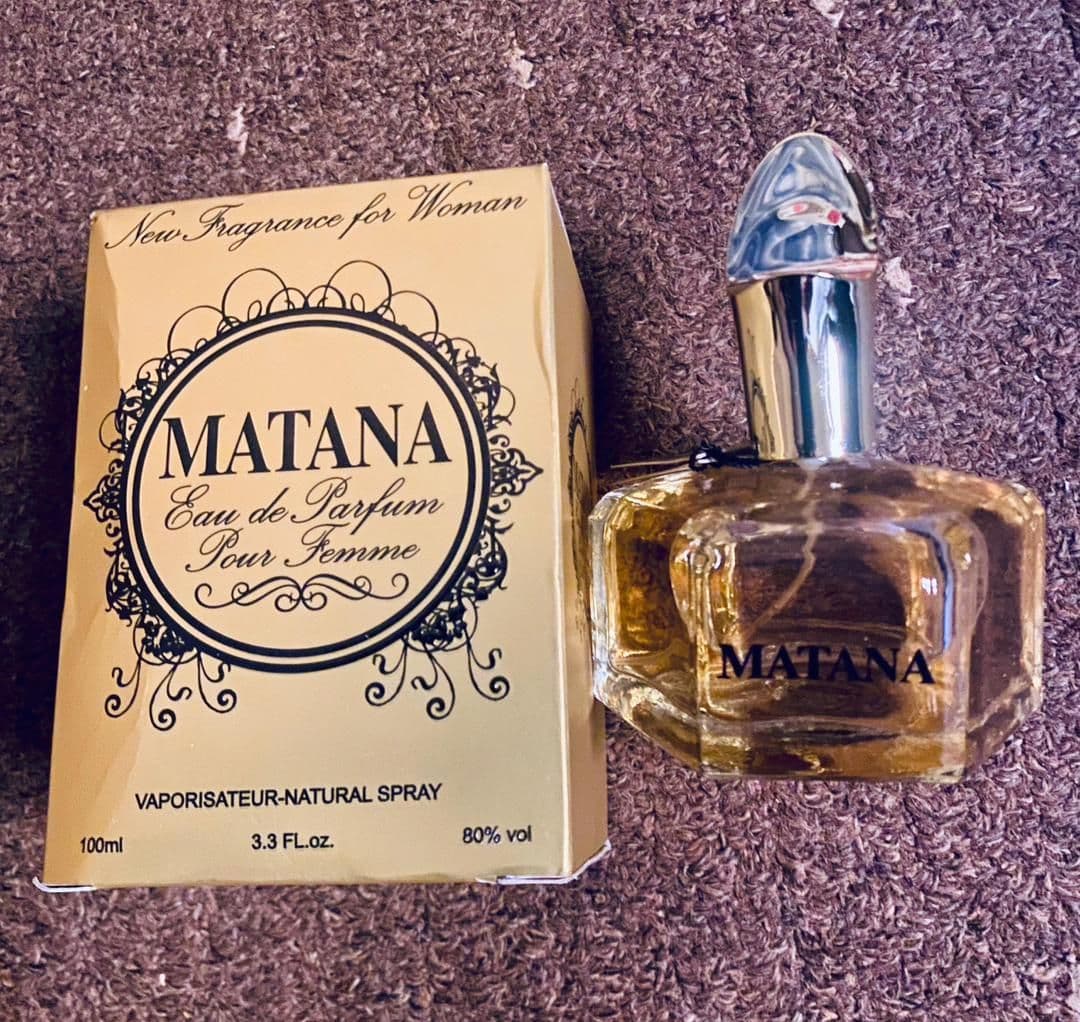 New Fragrance for Woman
MATANA
Eau de Parfum
Pour Femme
VAPORISATEUR-NATURAL SPRAY
100ml 3.3 FL.oz. 80% vol
MATANA